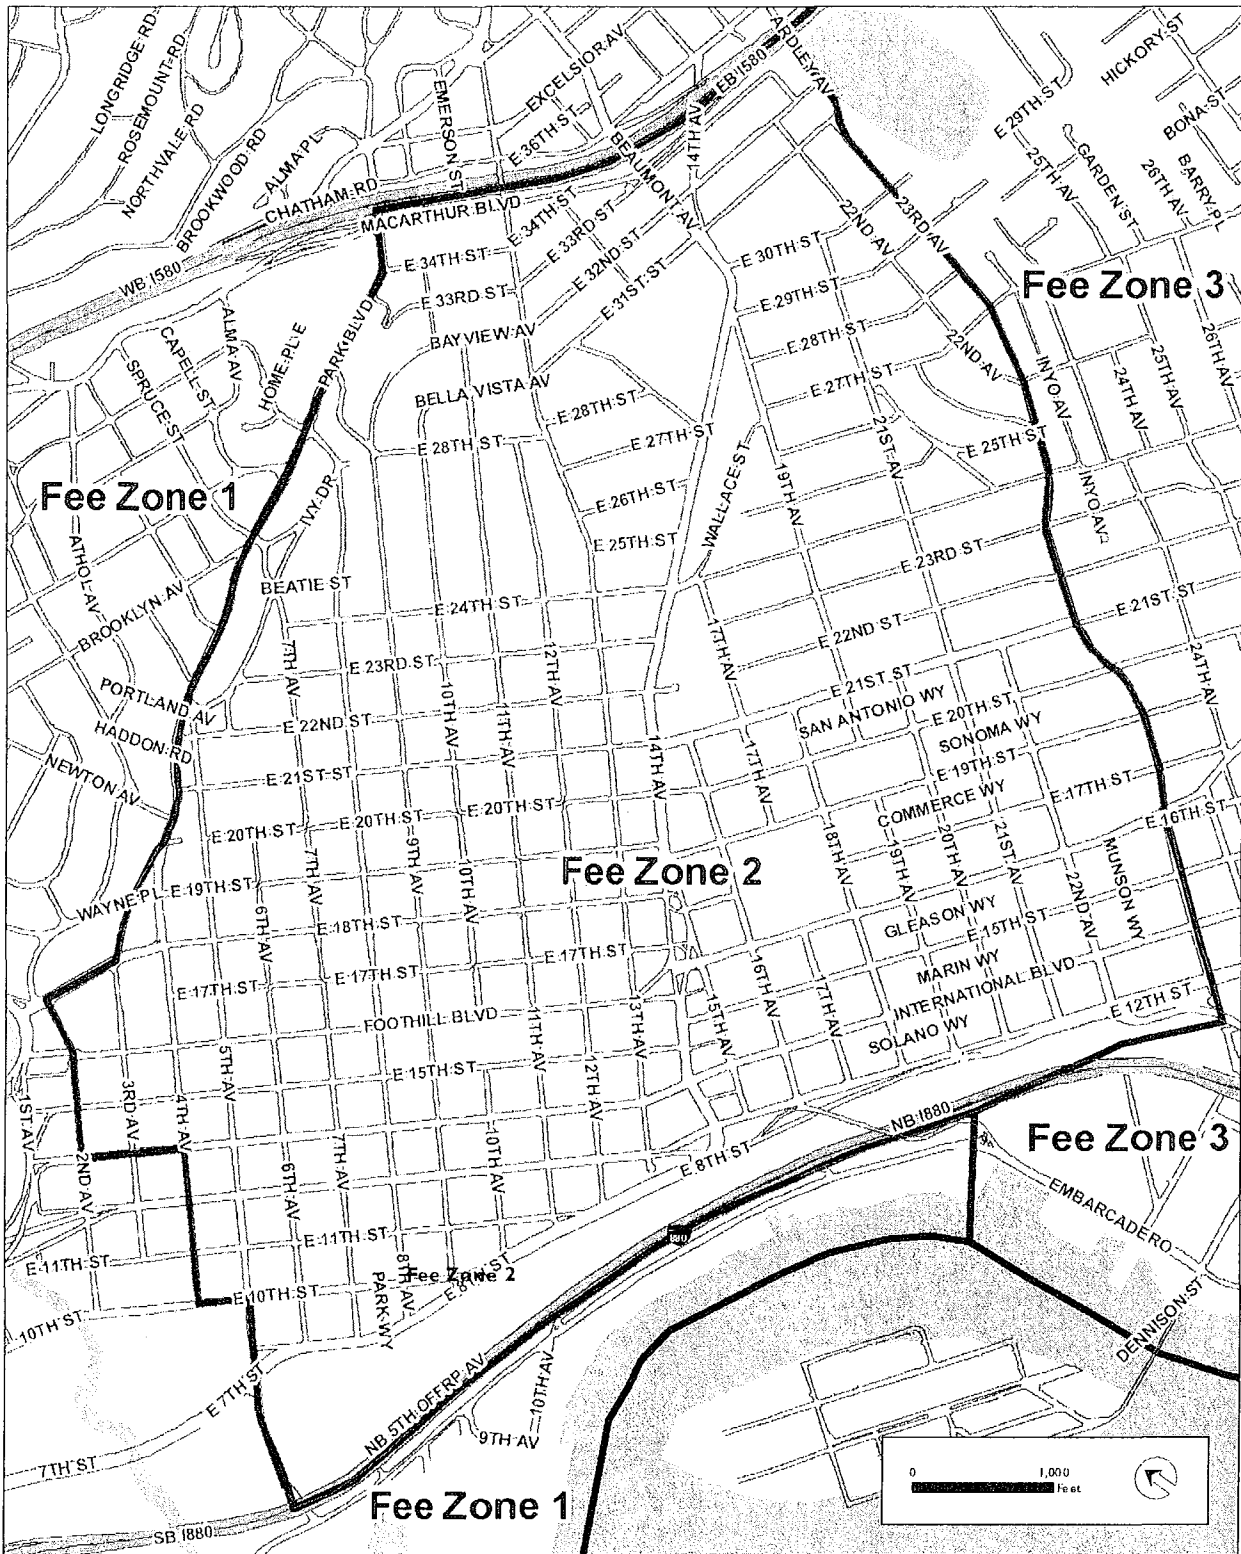 LONGRIDGE RD
ROSEMOUNT RD
NORTHVALE RD
BROOKWOOD RD
ALMA PL
CHATHAM RD
EMERSON ST
EXCELSIOR AV
E 36TH ST
BEAUMONT AV
14TH AV
EB I580
ARDLEY AV
HICKORY ST
BONA ST
E 29TH ST
25TH AV
GARDEN ST
26TH AV
BARRY PL
MACARTHUR BLVD
WB I580
E 34TH ST
E 34TH ST
E 33RD ST
E 33RD ST
E 32ND ST
E 31ST ST
22ND AV
23RD AV
E 30TH ST
E 29TH ST
E 28TH ST
E 27TH ST
22ND AV
Fee Zone 3
INYO AV
24TH AV
25TH AV
26TH AV
PARK BLVD
BAYVIEW AV
BELLA VISTA AV
ALMA AV
CAPELL ST
SPRUCE ST
HOME PL E
E 28TH ST
E 28TH ST
E 27TH ST
E 26TH ST
E 25TH ST
WALLACE ST
19TH AV
21ST AV
E 25TH ST
INYO AV
Fee Zone 1
IVY DR
ATHOL AV
BROOKLYN AV
BEATIE ST
E 24TH ST
E 23RD ST
E 23RD ST
E 22ND ST
E 21ST ST
PORTLAND AV
HADDON RD
NEWTON AV
7TH AV
E 22ND ST
10TH AV
11TH AV
12TH AV
14TH AV
17TH AV
17TH AV
E 21ST ST
SAN ANTONIO WY
E 20TH ST
SONOMA WY
E 19TH ST
COMMERCE WY
E 17TH ST
E 16TH ST
24TH AV
E 21ST ST
E 20TH ST
E 20TH ST
E 20TH ST
WAYNE PL
E 19TH ST
6TH AV
7TH AV
9TH AV
10TH AV
E 18TH ST
Fee Zone 2
18TH AV
19TH AV
20TH AV
21ST AV
22ND AV
MUNSON WY
GLEASON WY
E 15TH ST
MARIN WY
INTERNATIONAL BLVD
SOLANO WY
E 12TH ST
E 17TH ST
E 17TH ST
E 17TH ST
FOOTHILL BLVD
11TH AV
13TH AV
15TH AV
16TH AV
17TH AV
1ST AV
2ND AV
3RD AV
4TH AV
5TH AV
E 15TH ST
12TH AV
6TH AV
7TH AV
10TH AV
E 8TH ST
NB I880
Fee Zone 3
EMBARCADERO
DENNISON ST
E 11TH ST
E 11TH ST
8TH AV
Fee Zone 2
E 8TH ST
PARK WY
880
E 10TH ST
10TH ST
E 7TH ST
7TH ST
NB 5TH OFFRP AV
10TH AV
9TH AV
Fee Zone 1
SB I880
0 1,000
Feet